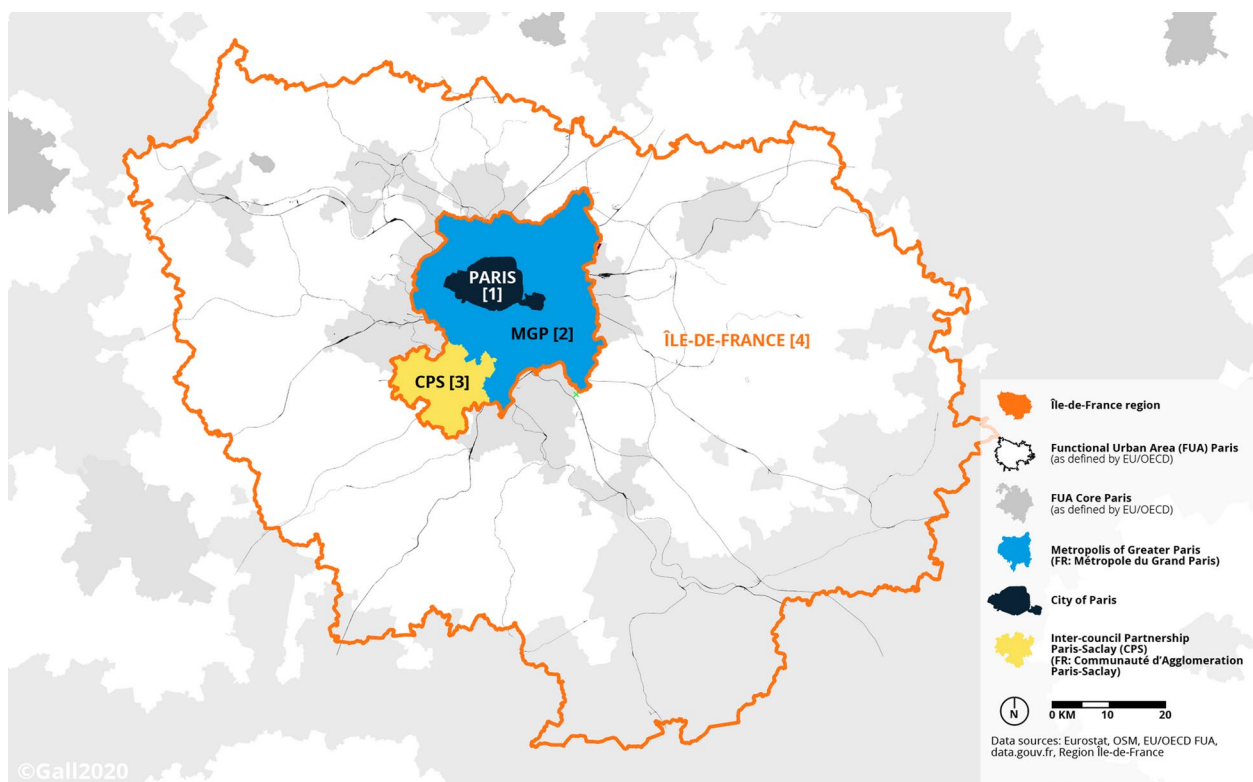 PARIS
[1]
MGP [2]
ÎLE-DE-FRANCE [4]
CPS [3]
Île-de-France region
Functional Urban Area (FUA) Paris
(as defined by EU/OECD)
FUA Core Paris
(as defined by EU/OECD)
Metropolis of Greater Paris
(FR: Métropole du Grand Paris)
City of Paris
Inter-council Partnership
Paris-Saclay (CPS)
(FR: Communauté d'Agglomeration
Paris-Saclay)
N
0 KM 10 20
Data sources: Eurostat, OSM, EU/OECD FUA,
data.gouv.fr, Region Île-de-France
©Gall2020